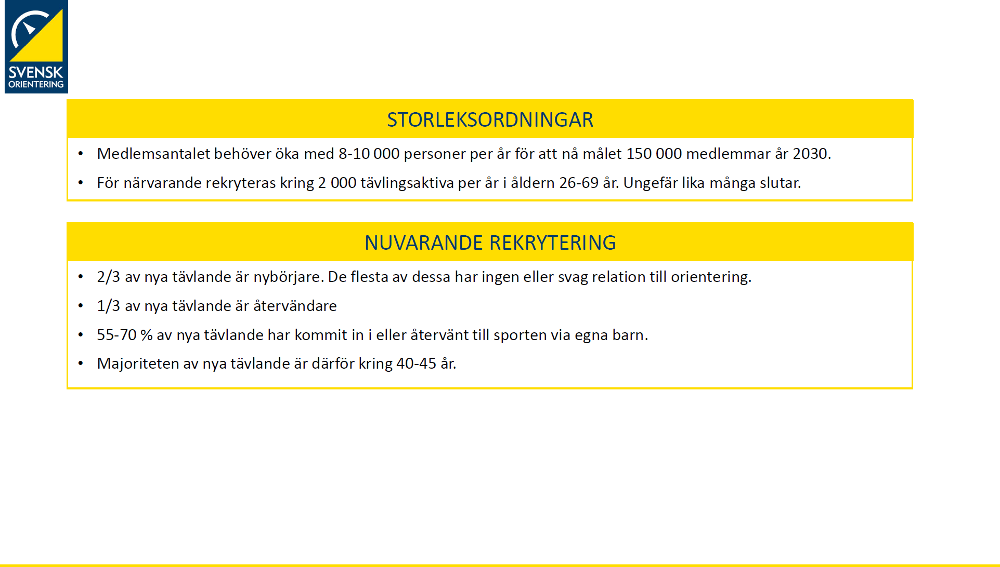 SVENSK
ORIENTERING
STORLEKSORDNINGAR
• Medlemsantalet behöver öka med 8-10 000 personer per år för att nå målet 150 000 medlemmar år 2030.
• För närvarande rekryteras kring 2 000 tävlingsaktiva per år i åldern 26-69 år. Ungefär lika många slutar.
NUVARANDE REKRYTERING
• 2/3 av nya tävlande är nybörjare. De flesta av dessa har ingen eller svag relation till orientering.
• 1/3 av nya tävlande är återvändare
• 55-70 % av nya tävlande har kommit in i eller återvänt till sporten via egna barn.
• Majoriteten av nya tävlande är därför kring 40-45 år.